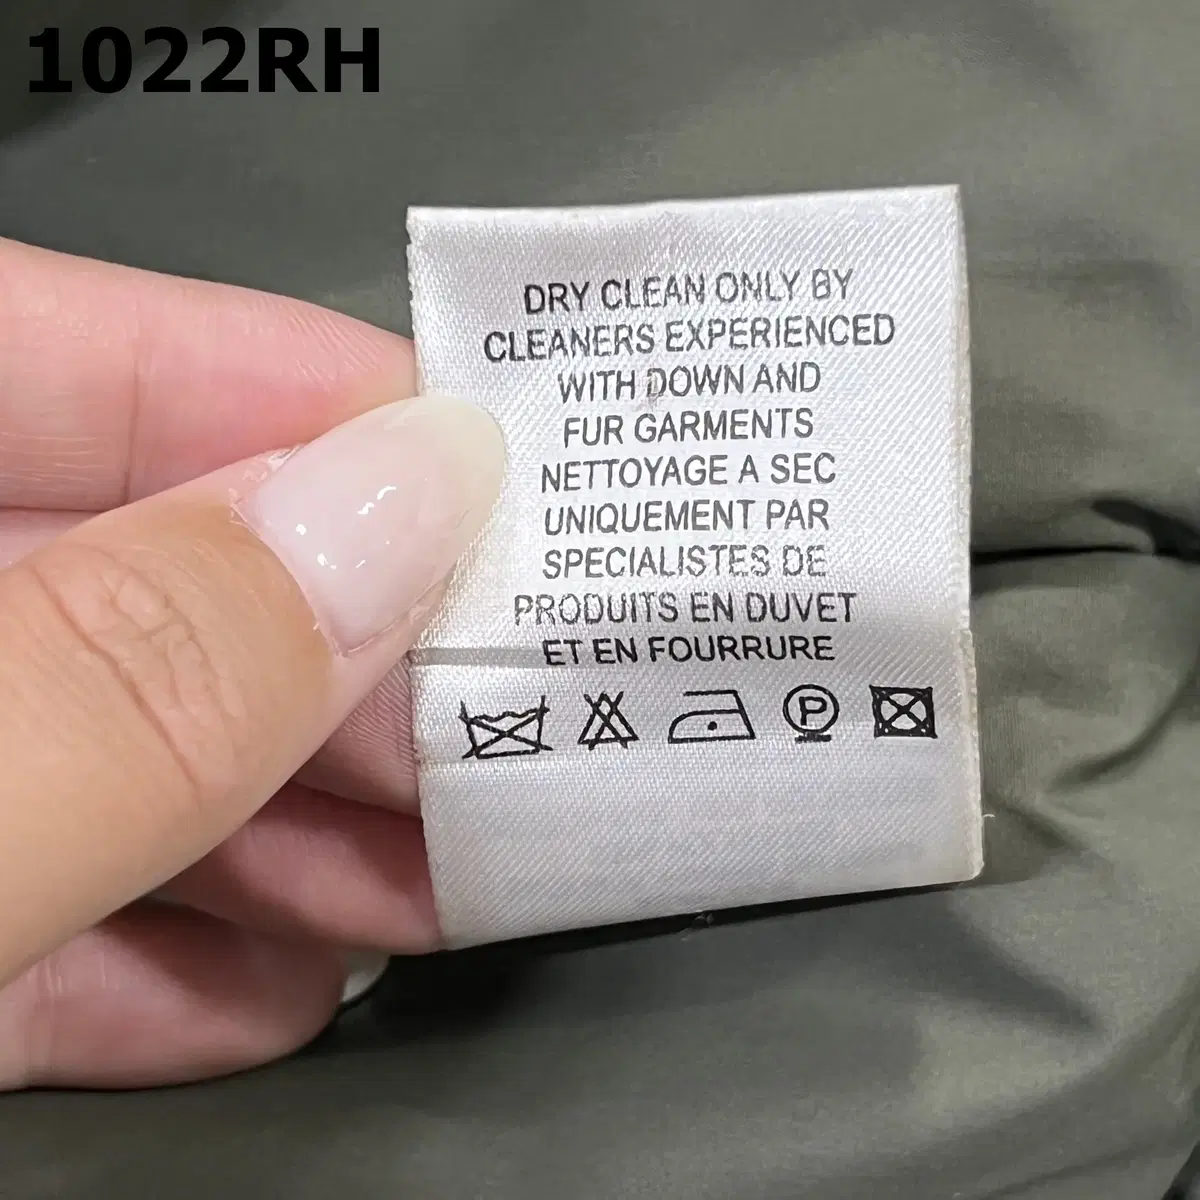 1022RH
DRY CLEAN ONLY BY
CLEANERS EXPERIENCED
WITH DOWN AND
FUR GARMENTS
NETTOYAGE A SEC
UNIQUEMENT PAR
SPECIALISTES DE
PRODUITS EN DUVET
ET EN FOURRURE
P